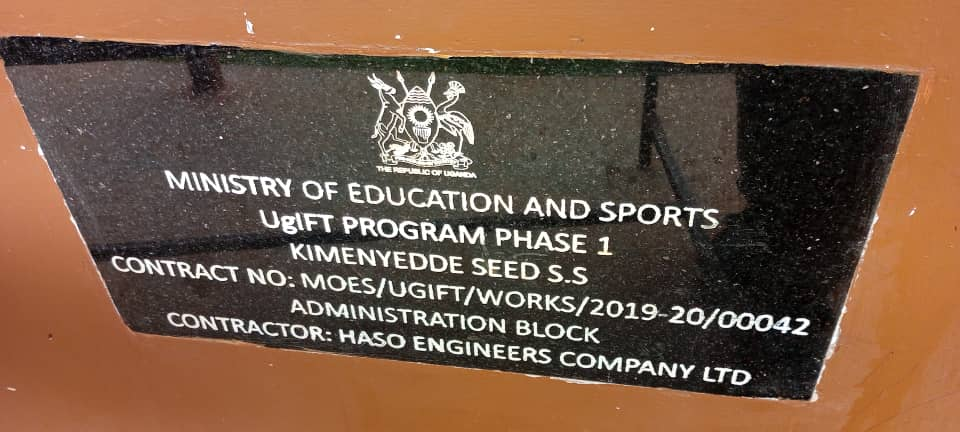 THE REPUBLIC OF UGANDA
MINISTRY OF EDUCATION AND SPORTS
UgIFT PROGRAM PHASE 1
KIMENYEDDE SEED S.S
CONTRACT NO: MOES/UGIFT/WORKS/2019-20/00042
ADMINISTRATION BLOCK
CONTRACTOR: HASO ENGINEERS COMPANY LTD